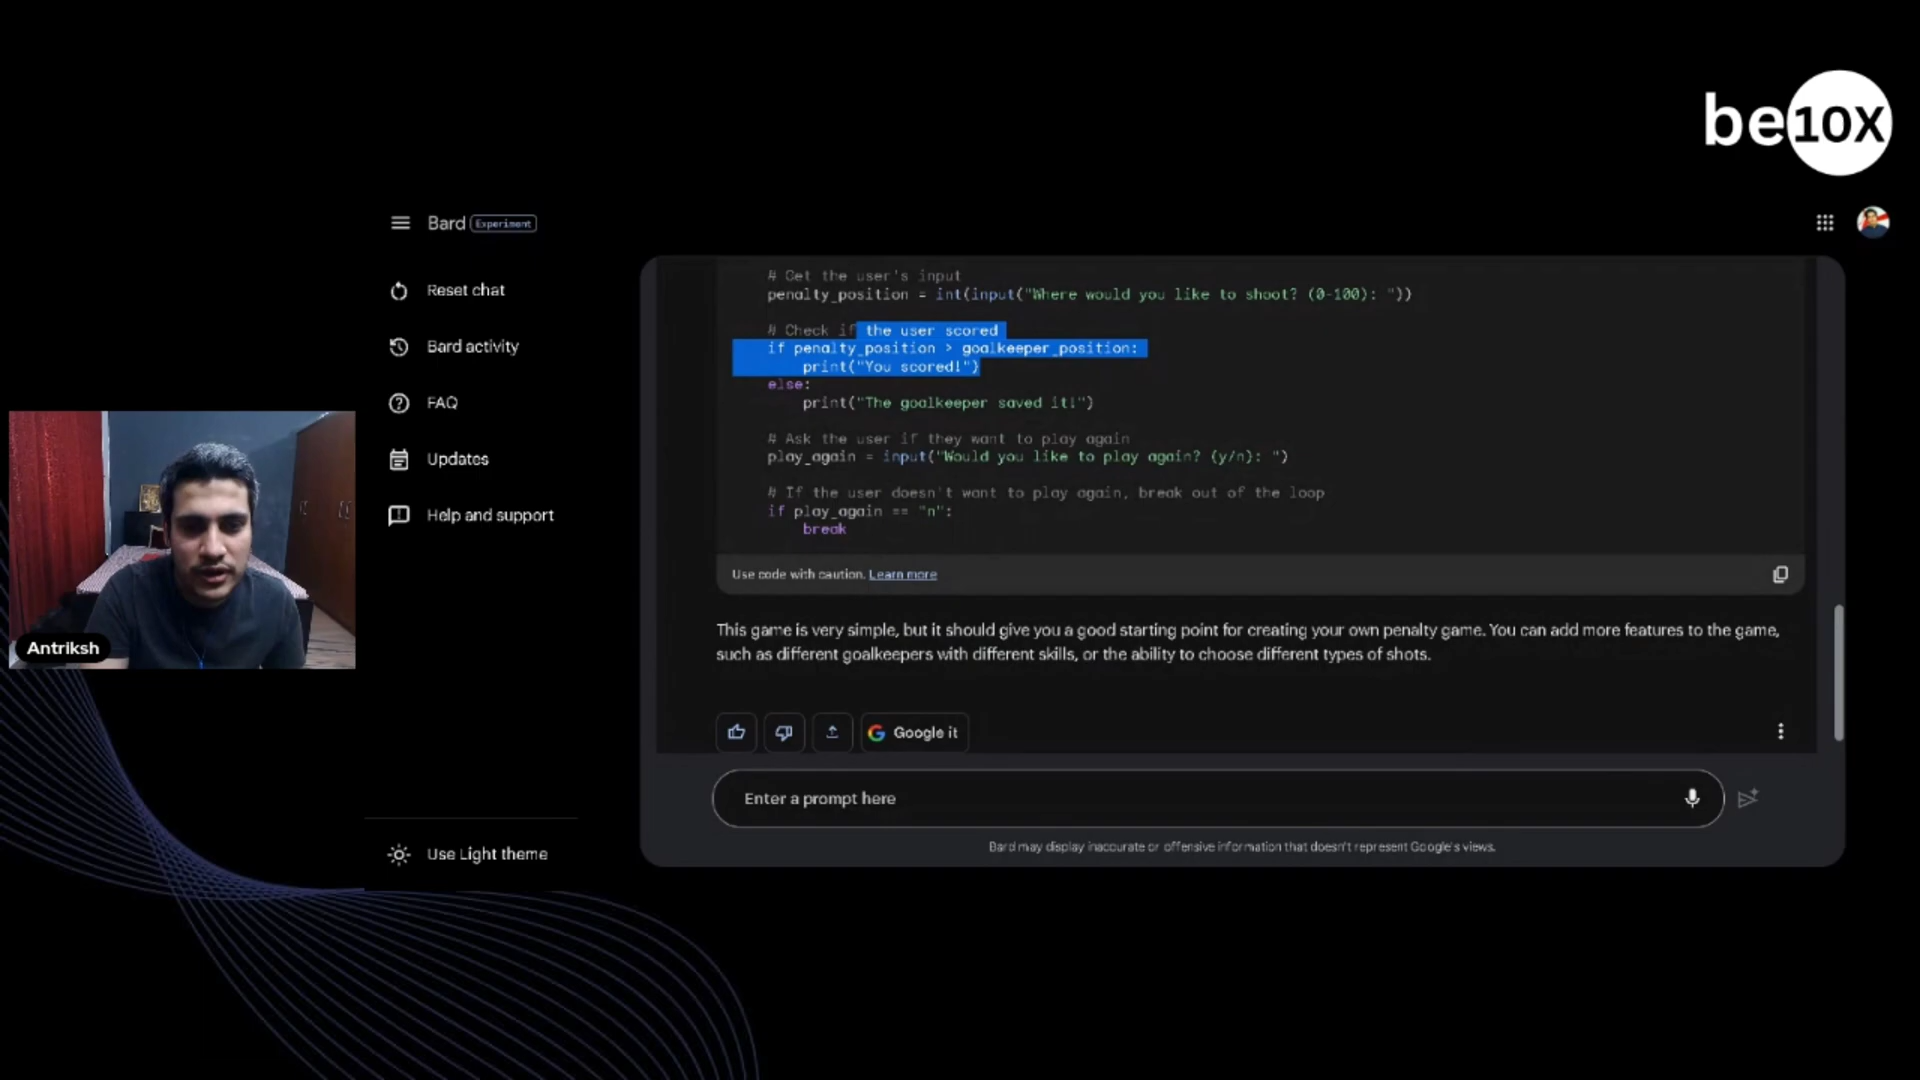 be10X
Bard Experiment
Reset chat
Bard activity
FAQ
Updates
Help and support
Use Light theme
Antriksh
# Get the user's input
penalty_position = int(input("Where would you like to shoot? (0-100): "))
# Check if the user scored
if penalty_position > goalkeeper_position:
print("You scored!")
else:
print("The goalkeeper saved it!")
# Ask the user if they want to play again
play_again = input("Would you like to play again? (y/n): ")
# If the user doesn't want to play again, break out of the loop
if play_again == "n":
break
Use code with caution. Learn more
This game is very simple, but it should give you a good starting point for creating your own penalty game. You can add more features to the game,
such as different goalkeepers with different skills, or the ability to choose different types of shots.
Google it
Enter a prompt here
Bard may display inaccurate or offensive information that doesn't represent Google's views.